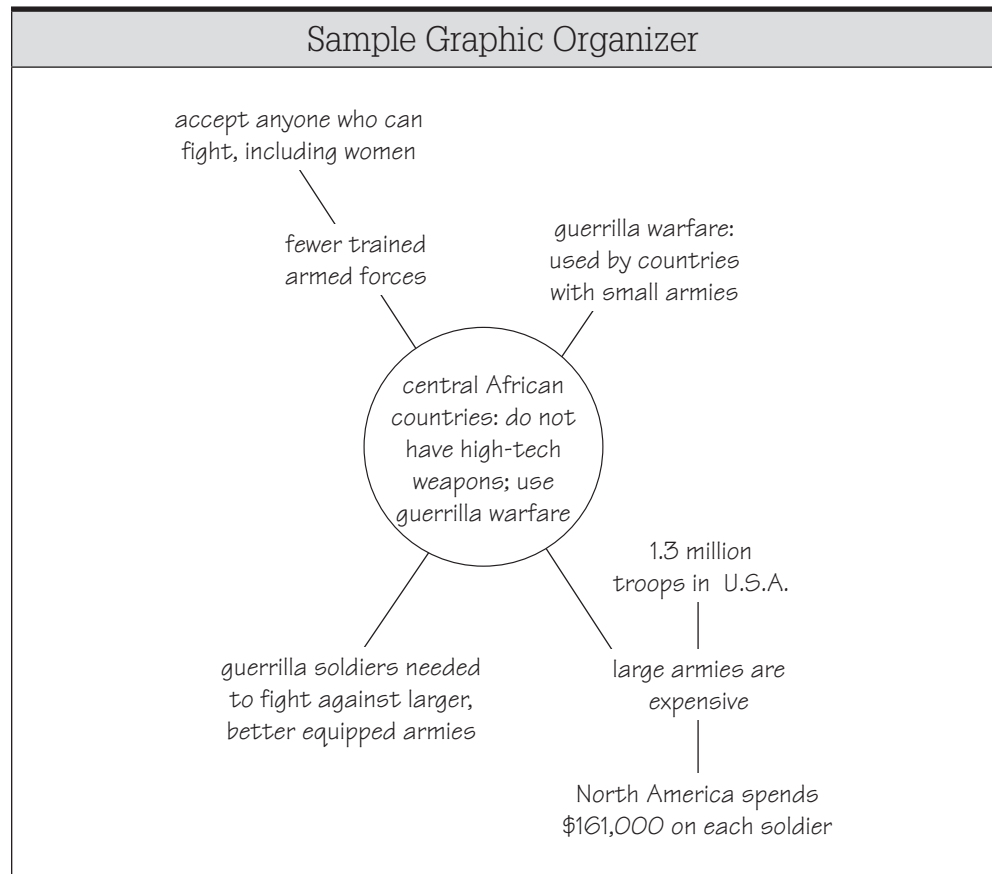 Sample Graphic Organizer
accept anyone who can
fight, including women
fewer trained
armed forces
guerrilla warfare:
used by countries
with small armies
central African
countries: do not
have high-tech
weapons; use
guerrilla warfare
1.3 million
troops in U.S.A.
guerrilla soldiers needed
to fight against larger,
better equipped armies
large armies are
expensive
North America spends
$161,000 on each soldier